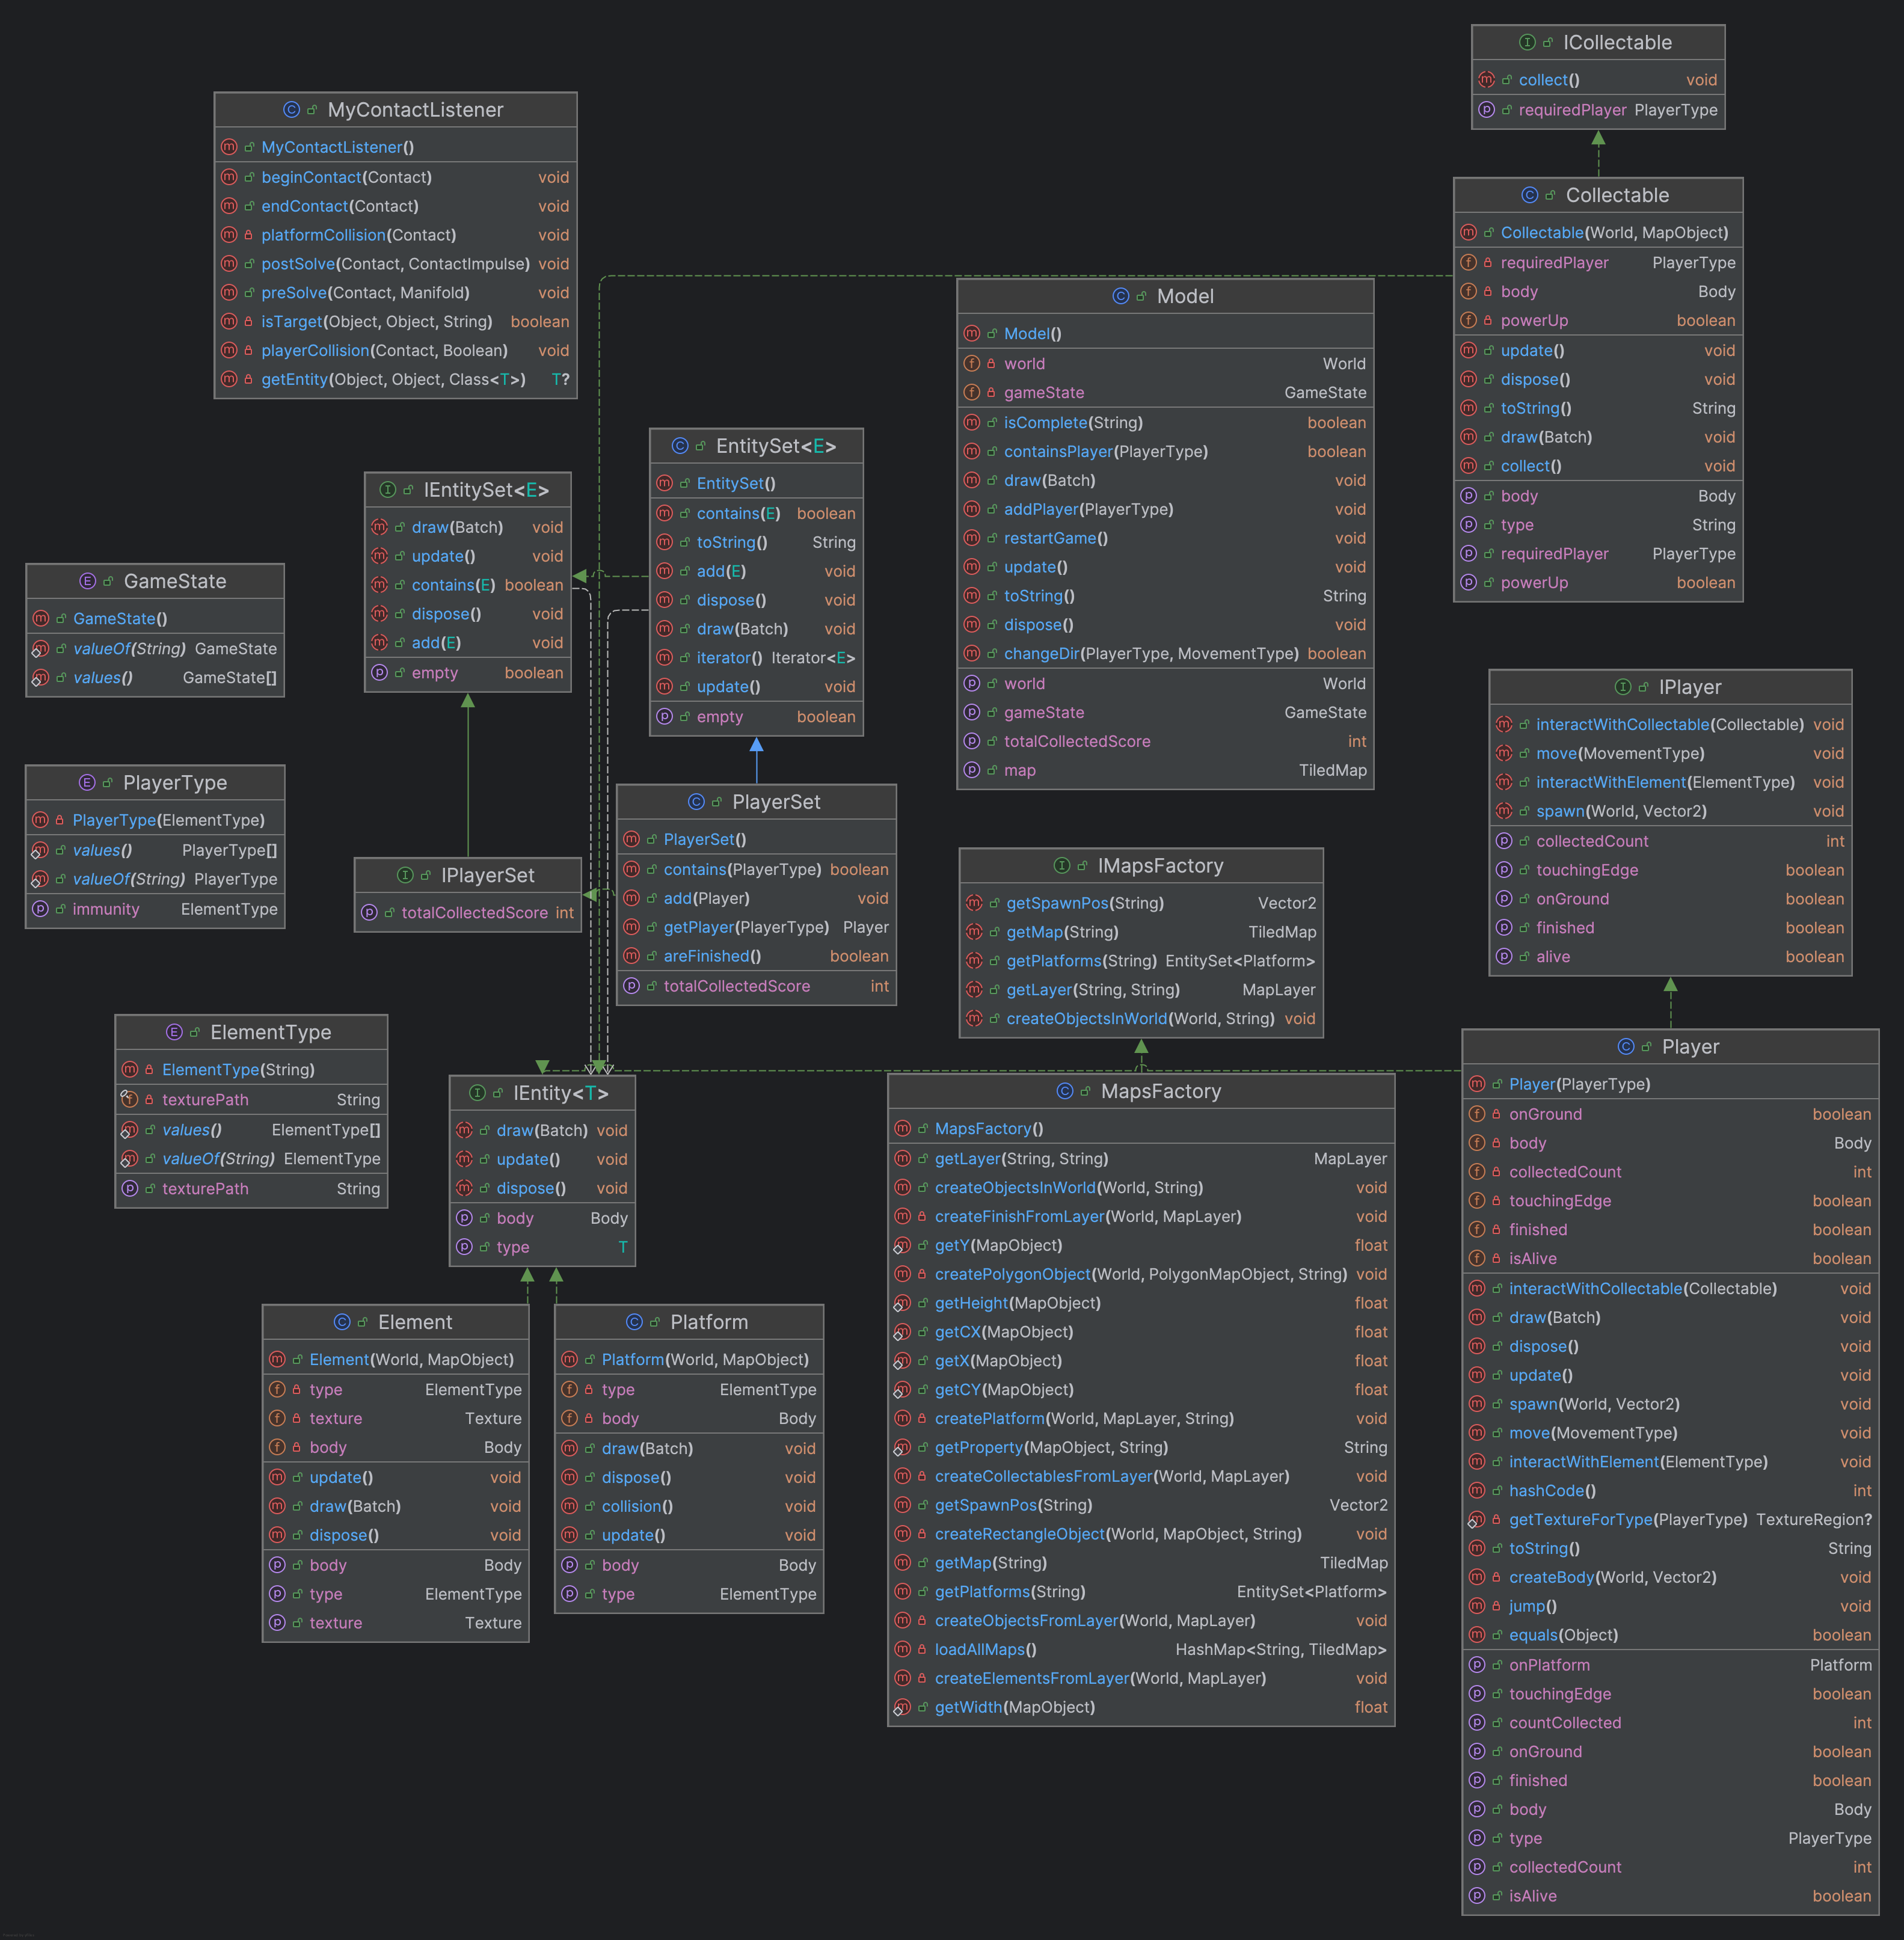 ICollectable
collect() void
requiredPlayer PlayerType
MyContactListener
MyContactListener()
beginContact(Contact) void
endContact(Contact) void
platformCollision(Contact) void
postSolve(Contact, ContactImpulse) void
preSolve(Contact, Manifold) void
isTarget(Object, Object, String) boolean
playerCollision(Contact, Boolean) void
getEntity(Object, Object, Class<T>) T?
Collectable
Collectable(World, MapObject)
requiredPlayer PlayerType
body Body
powerUp boolean
update() void
dispose() void
toString() String
draw(Batch) void
collect() void
body Body
type String
requiredPlayer PlayerType
powerUp boolean
Model
Model()
world World
gameState GameState
isComplete(String) boolean
containsPlayer(PlayerType) boolean
draw(Batch) void
addPlayer(PlayerType) void
restartGame() void
update() void
toString() String
dispose() void
changeDir(PlayerType, MovementType) boolean
world World
gameState GameState
totalCollectedScore int
map TiledMap
EntitySet<E>
EntitySet()
contains(E) boolean
toString() String
add(E) void
dispose() void
draw(Batch) void
iterator() Iterator<E>
update() void
empty boolean
IEntitySet<E>
draw(Batch) void
update() void
contains(E) boolean
dispose() void
add(E) void
empty boolean
GameState
GameState()
valueOf(String) GameState
values() GameState[]
PlayerType
PlayerType(ElementType)
values() PlayerType[]
valueOf(String) PlayerType
immunity ElementType
IPlayerSet
totalCollectedScore int
PlayerSet
PlayerSet()
contains(PlayerType) boolean
add(Player) void
getPlayer(PlayerType) Player
areFinished() boolean
totalCollectedScore int
IPlayer
interactWithCollectable(Collectable) void
move(MovementType) void
interactWithElement(ElementType) void
spawn(World, Vector2) void
collectedCount int
touchingEdge boolean
onGround boolean
finished boolean
alive boolean
IMapsFactory
getSpawnPos(String) Vector2
getMap(String) TiledMap
getPlatforms(String) EntitySet<Platform>
getLayer(String, String) MapLayer
createObjectsInWorld(World, String) void
ElementType
ElementType(String)
texturePath String
values() ElementType[]
valueOf(String) ElementType
texturePath String
IEntity<T>
draw(Batch) void
update() void
dispose() void
body Body
type T
MapsFactory
MapsFactory()
getLayer(String, String) MapLayer
createObjectsInWorld(World, String) void
createFinishFromLayer(World, MapLayer) void
getY(MapObject) float
createPolygonObject(World, PolygonMapObject, String) void
getHeight(MapObject) float
getCX(MapObject) float
getX(MapObject) float
getCY(MapObject) float
createPlatform(World, MapLayer, String) void
getProperty(MapObject, String) String
createCollectablesFromLayer(World, MapLayer) void
getSpawnPos(String) Vector2
createRectangleObject(World, MapObject, String) void
getMap(String) TiledMap
getPlatforms(String) EntitySet<Platform>
createObjectsFromLayer(World, MapLayer) void
loadAllMaps() HashMap<String, TiledMap>
createElementsFromLayer(World, MapLayer) void
getWidth(MapObject) float
Player
Player(PlayerType)
onGround boolean
body Body
collectedCount int
touchingEdge boolean
finished boolean
isAlive boolean
interactWithCollectable(Collectable) void
draw(Batch) void
dispose() void
update() void
spawn(World, Vector2) void
move(MovementType) void
interactWithElement(ElementType) void
hashCode() int
getTextureForType(PlayerType) TextureRegion?
toString() String
createBody(World, Vector2) void
jump() void
equals(Object) boolean
onPlatform Platform
touchingEdge boolean
countCollected int
onGround boolean
finished boolean
body Body
type PlayerType
collectedCount int
isAlive boolean
Element
Element(World, MapObject)
type ElementType
texture Texture
body Body
update() void
draw(Batch) void
dispose() void
body Body
type ElementType
texture Texture
Platform
Platform(World, MapObject)
type ElementType
body Body
draw(Batch) void
dispose() void
collision() void
update() void
body Body
type ElementType